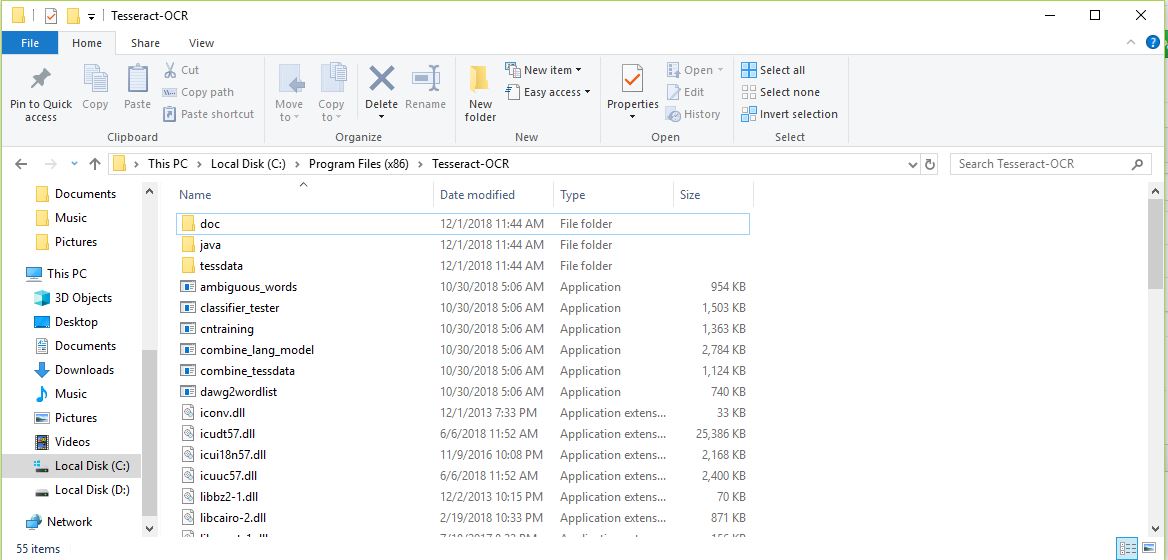 Tesseract-OCR
File Home Share View
Pin to Quick access
Copy
Paste
Cut
Copy path
Paste shortcut
Clipboard
Move to
Copy to
Delete
Rename
Organize
New folder
New item
Easy access
New
Properties
Open
Edit
History
Open
Select all
Select none
Invert selection
Select
This PC > Local Disk (C:) > Program Files (x86) > Tesseract-OCR
Search Tesseract-OCR
Documents
Music
Pictures
This PC
3D Objects
Desktop
Documents
Downloads
Music
Pictures
Videos
Local Disk (C:)
Local Disk (D:)
Network
Name Date modified Type Size
doc 12/1/2018 11:44 AM File folder
java 12/1/2018 11:44 AM File folder
tessdata 12/1/2018 11:44 AM File folder
ambiguous_words 10/30/2018 5:06 AM Application 954 KB
classifier_tester 10/30/2018 5:06 AM Application 1,503 KB
cntraining 10/30/2018 5:06 AM Application 1,363 KB
combine_lang_model 10/30/2018 5:06 AM Application 2,784 KB
combine_tessdata 10/30/2018 5:06 AM Application 1,124 KB
dawg2wordlist 10/30/2018 5:06 AM Application 740 KB
iconv.dll 12/1/2013 7:33 PM Application extens... 33 KB
icudt57.dll 6/6/2018 11:52 AM Application extens... 25,386 KB
icui18n57.dll 11/9/2016 10:08 PM Application extens... 2,168 KB
icuuc57.dll 6/6/2018 11:52 AM Application extens... 2,400 KB
libbz2-1.dll 12/2/2013 10:15 PM Application extens... 70 KB
libcairo-2.dll 2/19/2018 10:33 PM Application extens... 871 KB
55 items